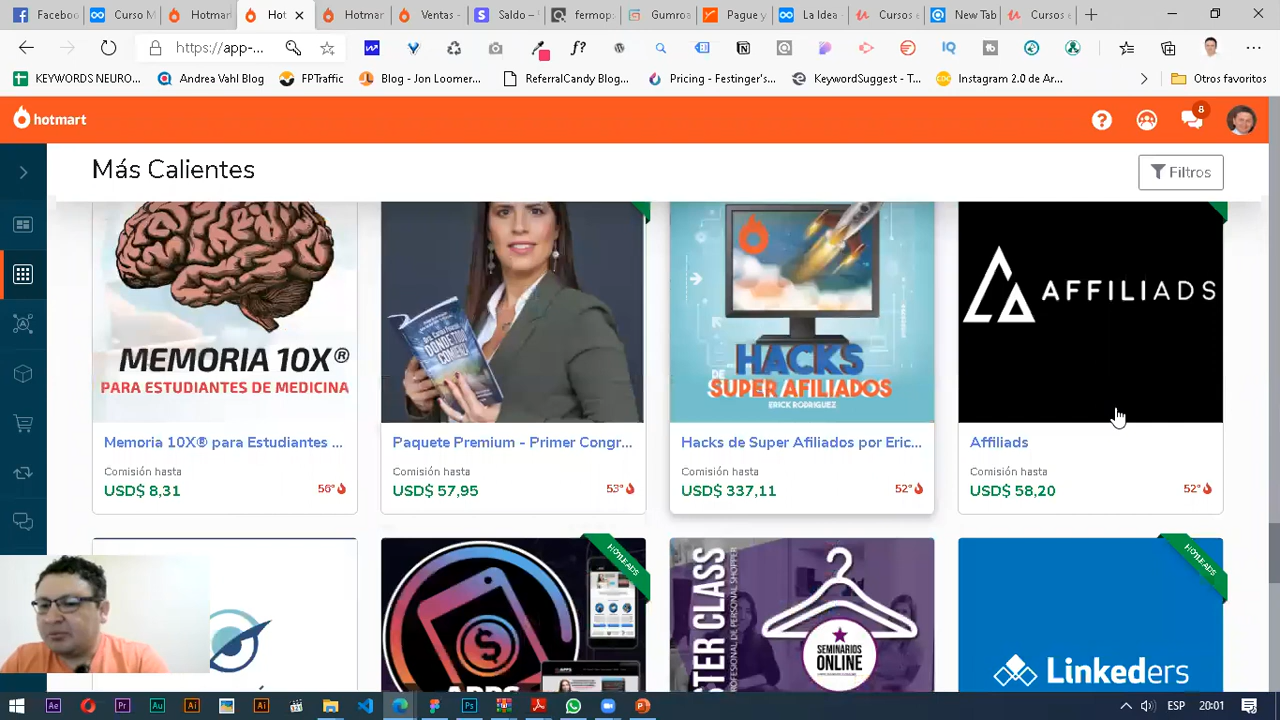 Faceboo
Curso M
Hotmar
Hot
Hotmart
Ventas -
Saldo –
fermop:
Gumroa
Pague y
La Idea
Cursos e
New Tab
Cursos e
https://app-...
f?
IQ
KEYWORDS NEURO...
Andrea Vahl Blog
FPTraffic
Blog - Jon Loomer...
ReferralCandy Blog...
Pricing - Festinger's...
KeywordSuggest - T...
Instagram 2.0 de Ar...
Otros favoritos
hotmart
8
Más Calientes
Filtros
MEMORIA 10X®
PARA ESTUDIANTES DE MEDICINA
HACKS
DE SUPER AFILIADOS
ERICK RODRIGUEZ
AFFILIADS
Memoria 10X® para Estudiantes ...
Paquete Premium - Primer Congr...
Hacks de Super Afiliados por Eric...
Affiliads
Comisión hasta
Comisión hasta
Comisión hasta
Comisión hasta
USD$ 8,31
56°
USD$ 57,95
53°
USD$ 337,11
52°
USD$ 58,20
52°
HOTLEADS
HOTLEADS
SEMINARIOS
ONLINE
Linkeders
ESP
20:01